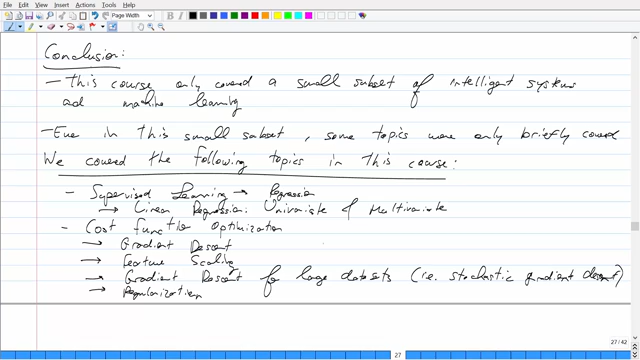 File Edit View Insert Actions Tools Help
Page Width
Conclusion:
- This course only covered a small subset of intelligent systems
and machine learning
- Even in this small subset, some topics were only briefly covered
We covered the following topics in this course:
- Supervised Learning → Regression
→ Linear Regression: Univariate & Multivariate
- Cost Function Optimization
→ Gradient Descent
→ Feature Scaling
→ Gradient Descent for large datasets (i.e. stochastic gradient descent)
→ Regularization
27/42
27